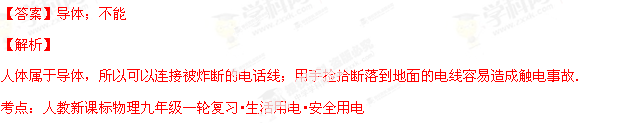 【答案】导体；不能
【解析】
人体属于导体，所以可以连接被炸断的电话线；用手捡拾断落到地面的电线容易造成触电事故．
考点：人教新课标物理九年级一轮复习•生活用电•安全用电